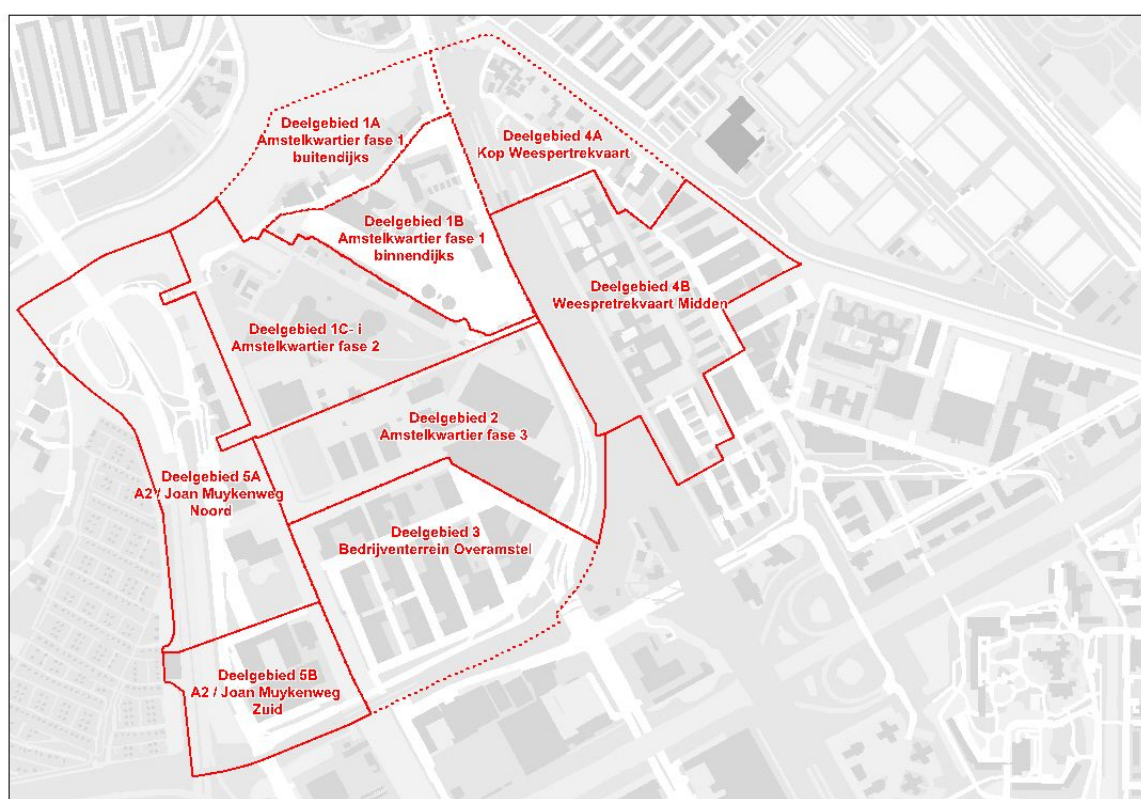 Deelgebied 1A
Amstelkwartier fase 1
buitendijks
Deelgebied 4A
Kop Weespertrekvaart
Deelgebied 1B
Amstelkwartier fase 1
binnendijks
Deelgebied 4B
Weespretrekvaart Midden
Deelgebied 1C- i
Amstelkwartier fase 2
Deelgebied 2
Amstelkwartier fase 3
Deelgebied 5A
A2 / Joan Muykenweg
Noord
Deelgebied 3
Bedrijventerrein Overamstel
Deelgebied 5B
A2 / Joan Muykenweg
Zuid